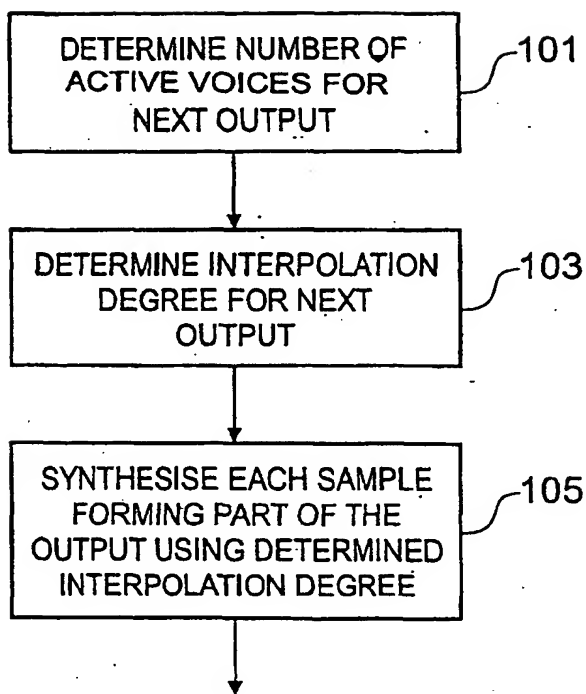 DETERMINE NUMBER OF
ACTIVE VOICES FOR
NEXT OUTPUT
101
DETERMINE INTERPOLATION
DEGREE FOR NEXT
OUTPUT
103
SYNTHESISE EACH SAMPLE
FORMING PART OF THE
OUTPUT USING DETERMINED
INTERPOLATION DEGREE
105